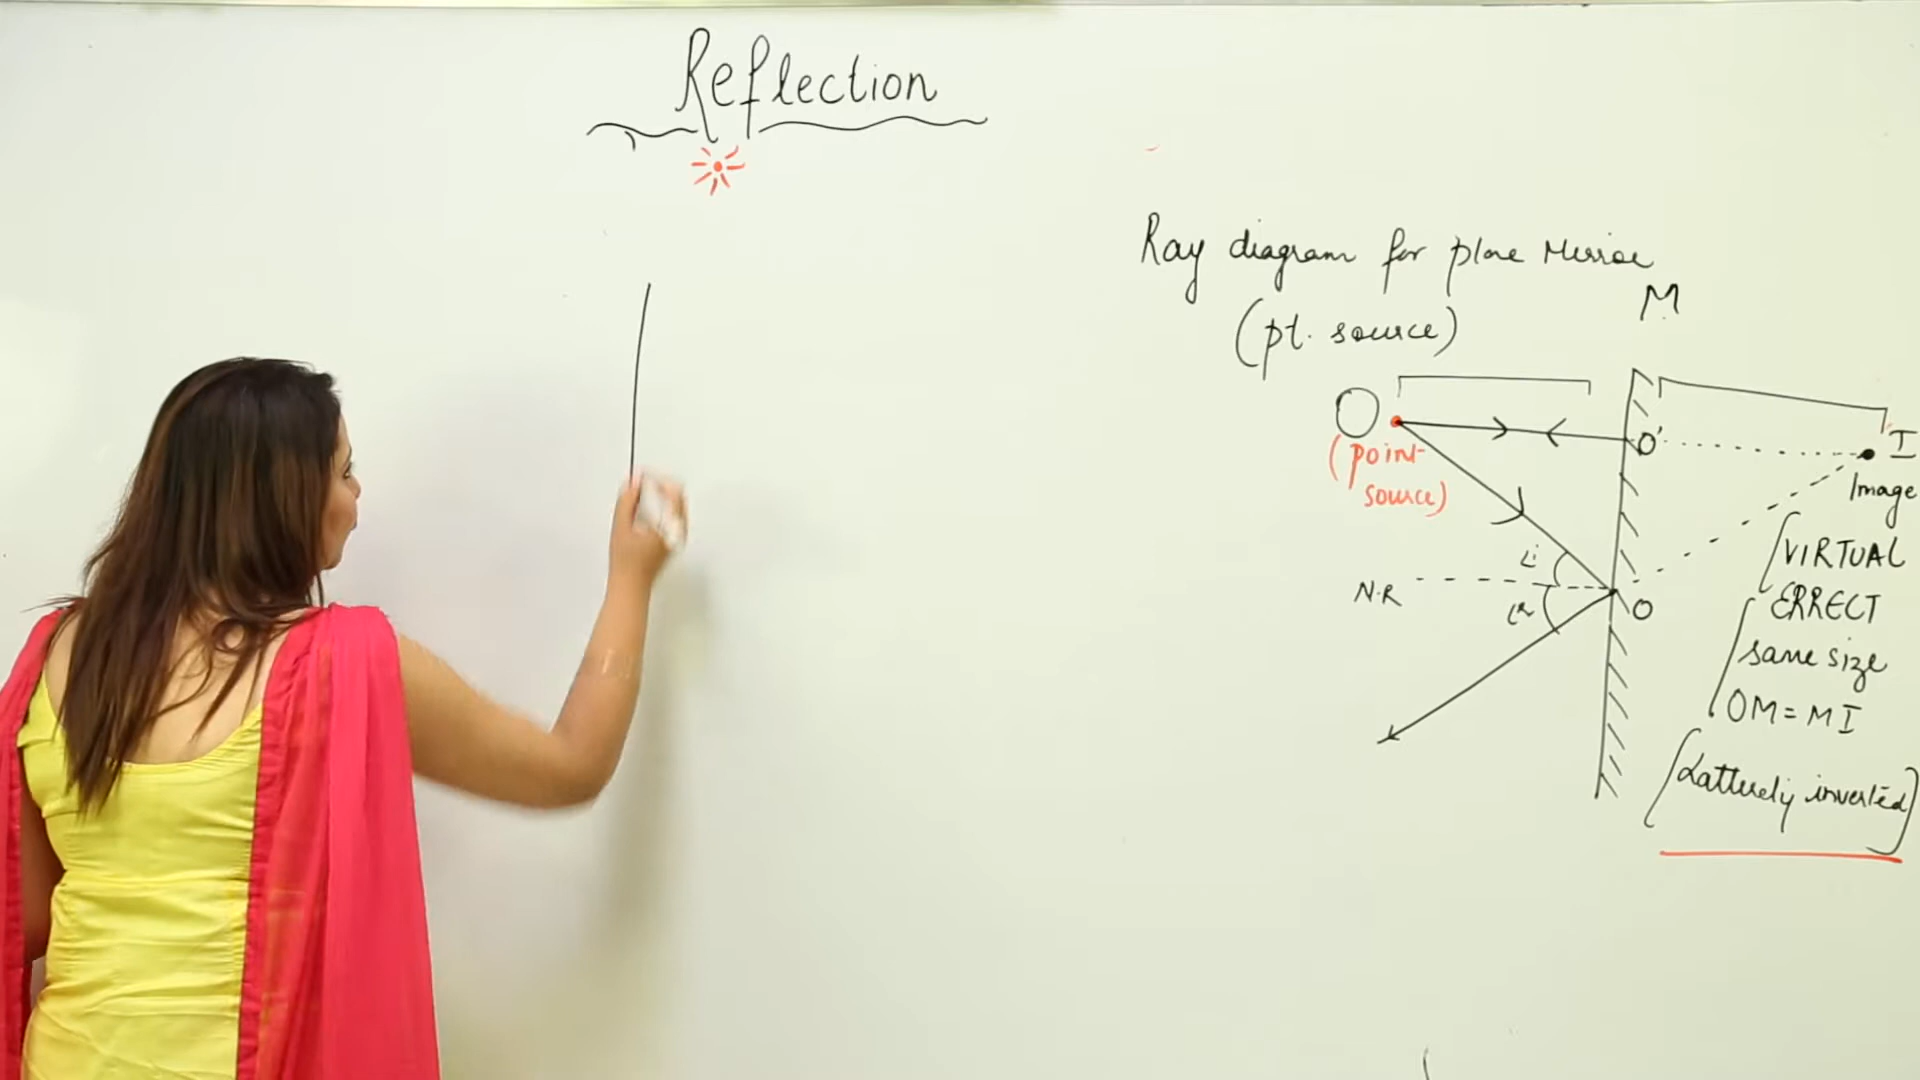 Reflection
Ray diagram for plane Mirror
(pt. source)
M
O
(point-
source)
O'
I
Image
∠i
N.R
∠r
O
VIRTUAL
ERRECT
same size
OM = MI
Latterely inverted